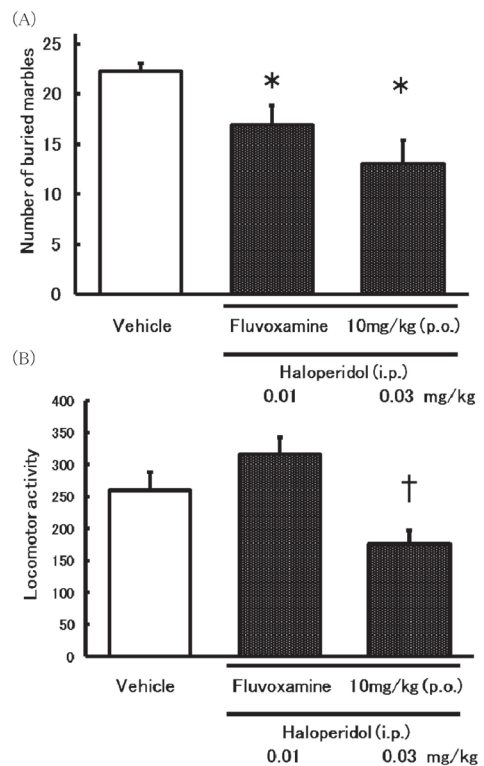 (A)
Number of buried marbles
25
20
15
10
5
0
*
*
Vehicle
Fluvoxamine 10mg/kg (p.o.)
Haloperidol (i.p.)
0.01 0.03 mg/kg
(B)
Locomotor activity
400
350
300
250
200
150
100
50
0
†
Vehicle
Fluvoxamine 10mg/kg (p.o.)
Haloperidol (i.p.)
0.01 0.03 mg/kg